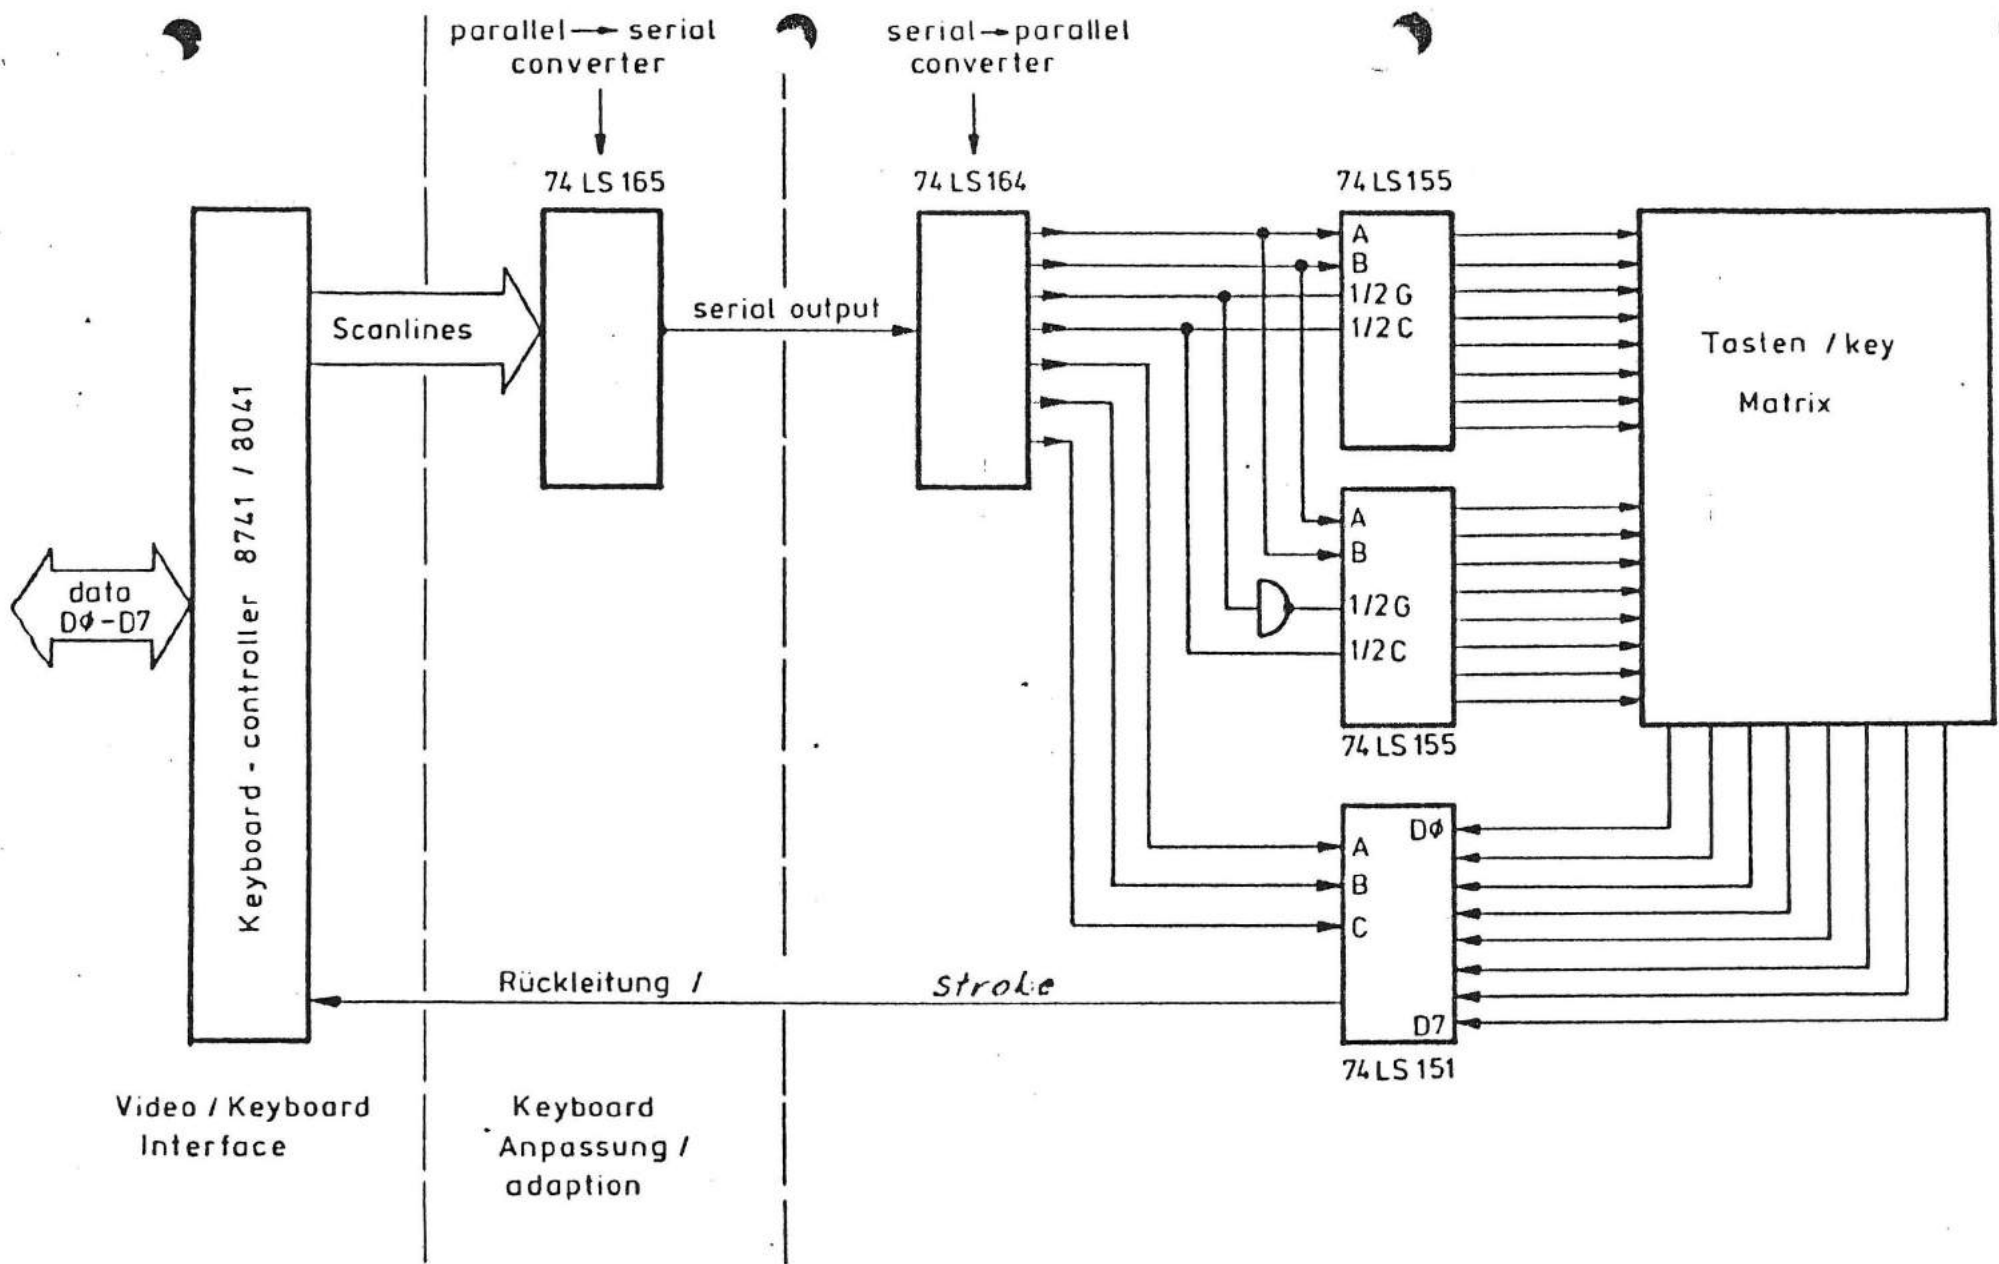 parallel → serial
converter
serial → parallel
converter
74 LS 165
74 LS 164
74 LS 155
A
B
1/2 G
1/2 C
Scanlines
serial output
Tasten / key
Matrix
Keyboard - controller 8741 / 8041
data
DØ - D7
A
B
1/2 G
1/2 C
74 LS 155
DØ
A
B
C
D7
74 LS 151
Rückleitung / strobe
Video / Keyboard
Interface
Keyboard
Anpassung /
adaption